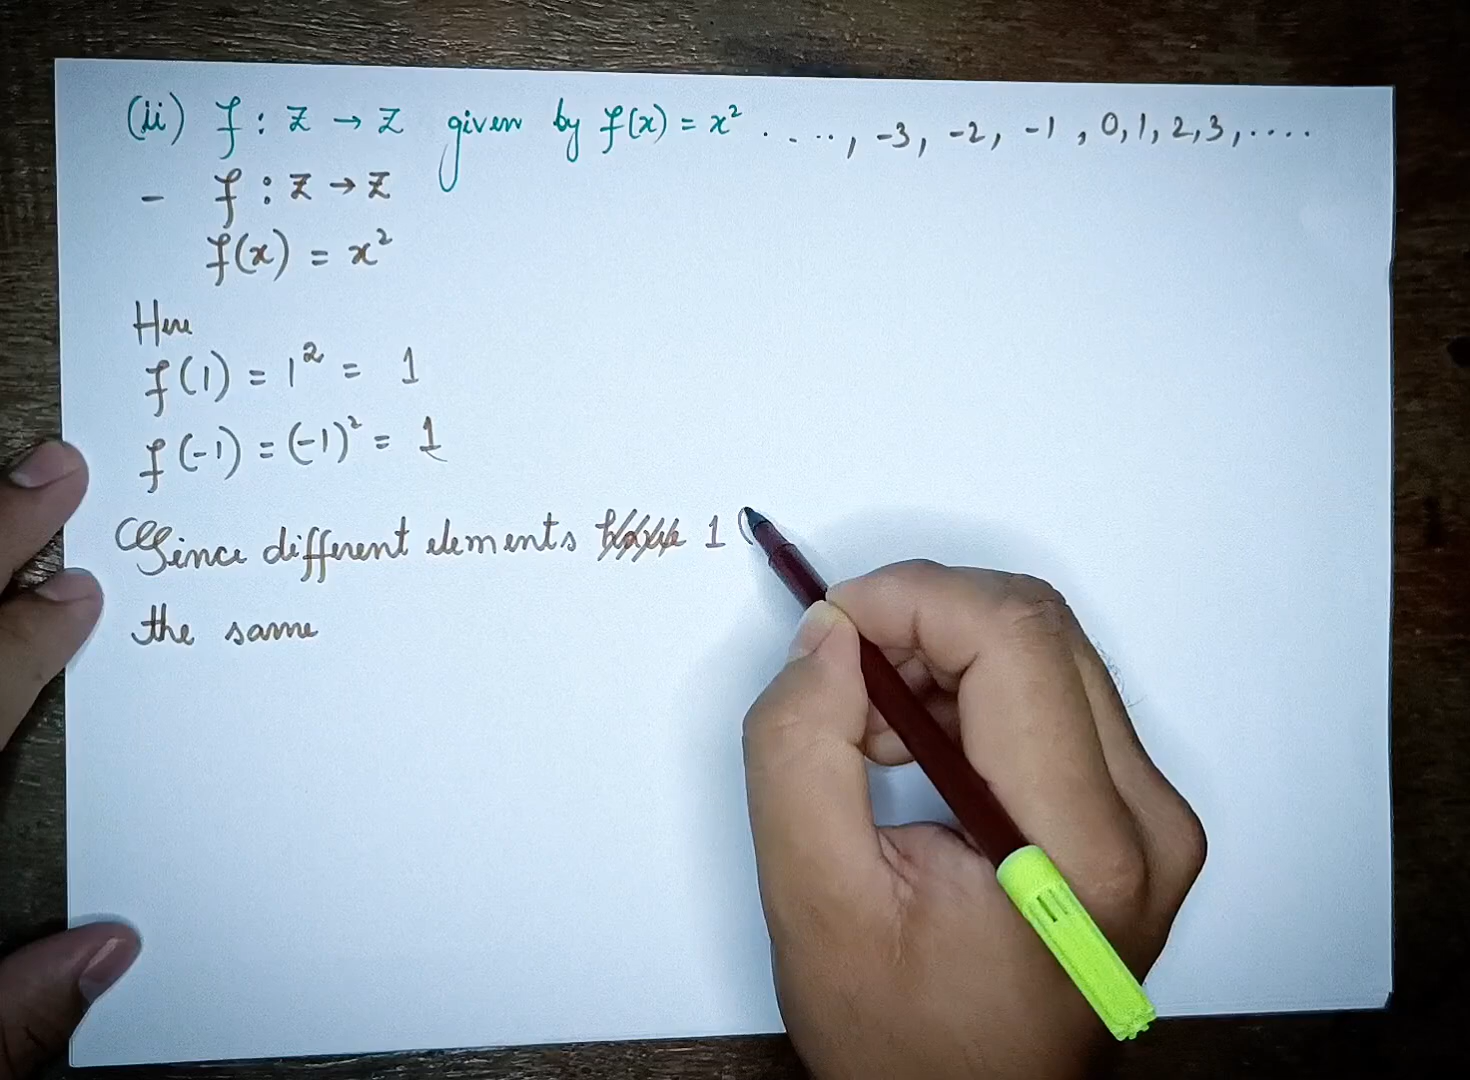 (ii) f : Z → Z given by f(x) = x² . ...., -3, -2, -1, 0, 1, 2, 3, ....
- f : Z → Z
f(x) = x²
Here
f(1) = 1² = 1
f(-1) = (-1)² = 1
Since different elements 1
the same